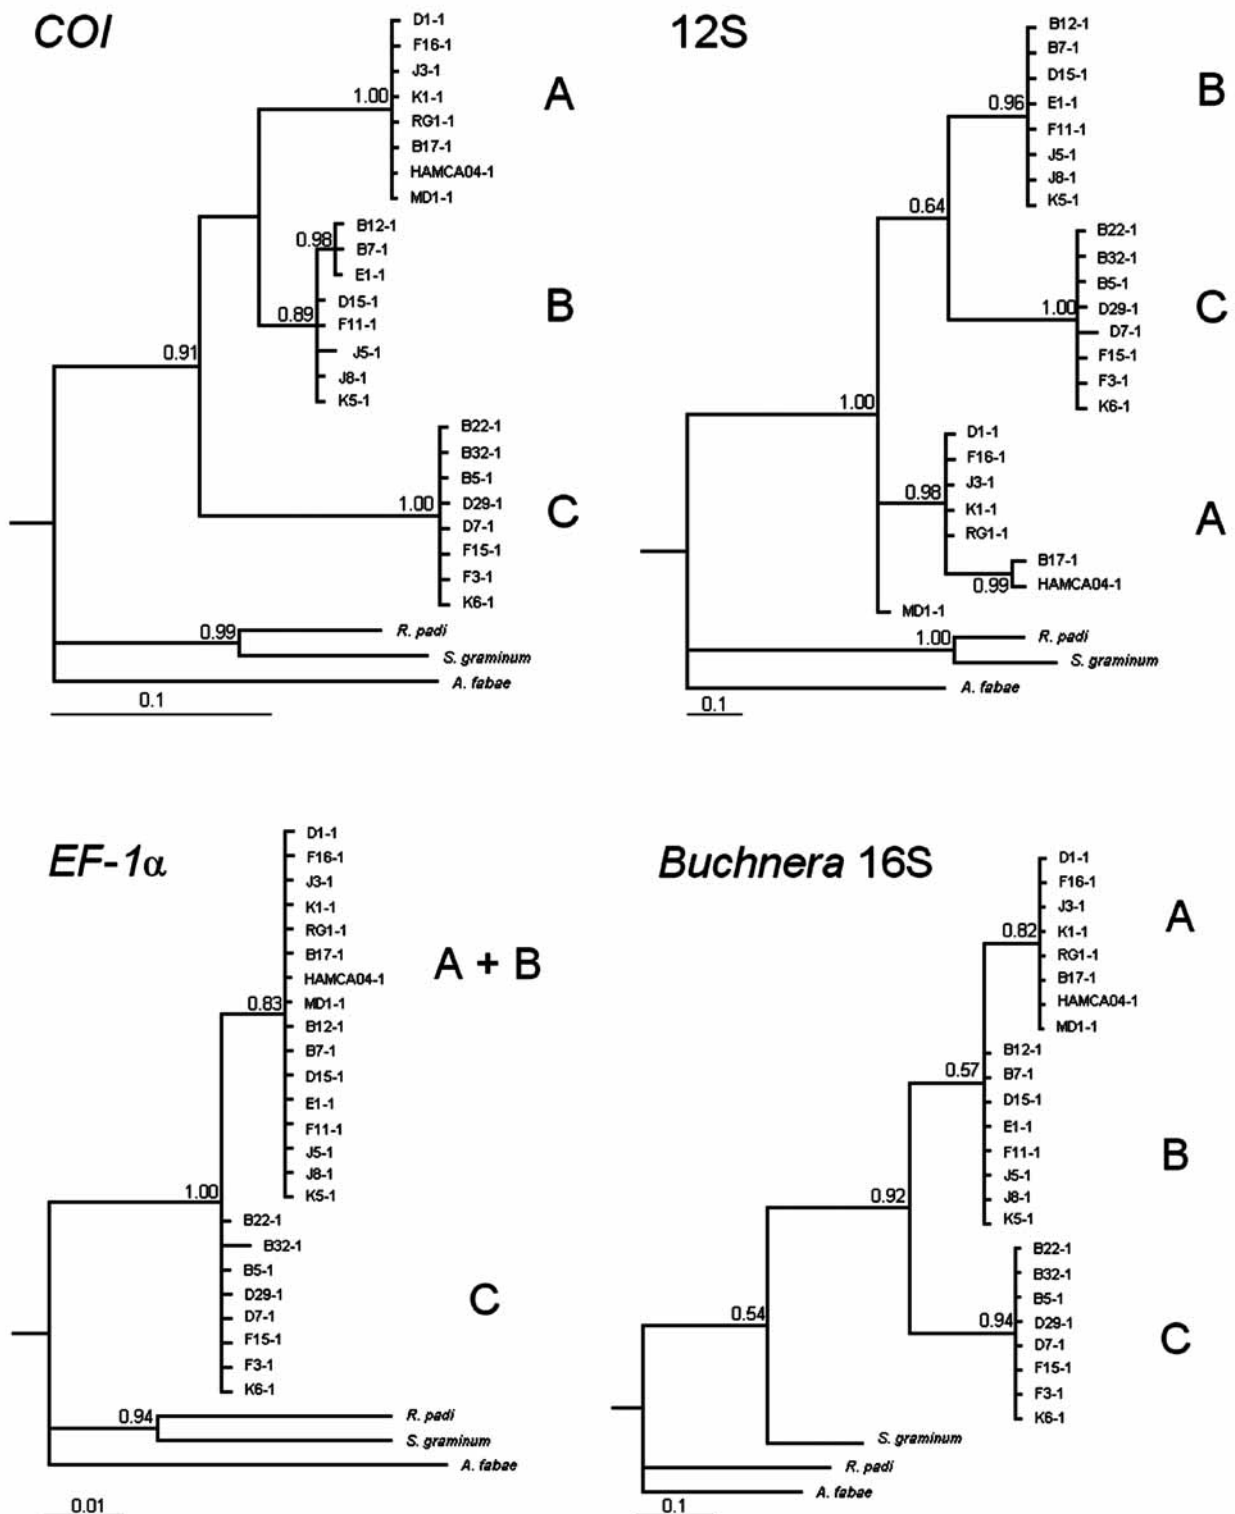 COI
D1-1
F16-1
J3-1
1.00
K1-1
A
RG1-1
B17-1
HAMCA04-1
MD1-1
B12-1
0.98
B7-1
E1-1
D15-1
B
0.89
F11-1
J5-1
J8-1
K5-1
0.91
B22-1
B32-1
B5-1
1.00
D29-1
C
D7-1
F15-1
F3-1
K6-1
0.99
R. padi
S. graminum
A. fabae
0.1
12S
B12-1
B7-1
D15-1
B
0.96
E1-1
F11-1
J5-1
J8-1
K5-1
0.64
B22-1
B32-1
B5-1
1.00
D29-1
C
D7-1
F15-1
F3-1
K6-1
1.00
D1-1
F16-1
J3-1
0.98
K1-1
A
RG1-1
B17-1
0.99
HAMCA04-1
MD1-1
1.00
R. padi
S. graminum
A. fabae
0.1
EF-1α
D1-1
F16-1
J3-1
K1-1
RG1-1
B17-1
A + B
HAMCA04-1
0.83
MD1-1
B12-1
B7-1
D15-1
E1-1
F11-1
J5-1
J8-1
1.00
K5-1
B22-1
B32-1
B5-1
D29-1
C
D7-1
F15-1
F3-1
K6-1
0.94
R. padi
S. graminum
A. fabae
0.01
Buchnera 16S
D1-1
F16-1
J3-1
A
0.82
K1-1
RG1-1
B17-1
HAMCA04-1
MD1-1
B12-1
0.57
B7-1
D15-1
E1-1
B
F11-1
J5-1
0.92
J8-1
K5-1
B22-1
B32-1
B5-1
0.54
0.94
D29-1
C
D7-1
F15-1
F3-1
K6-1
S. graminum
R. padi
A. fabae
0.1